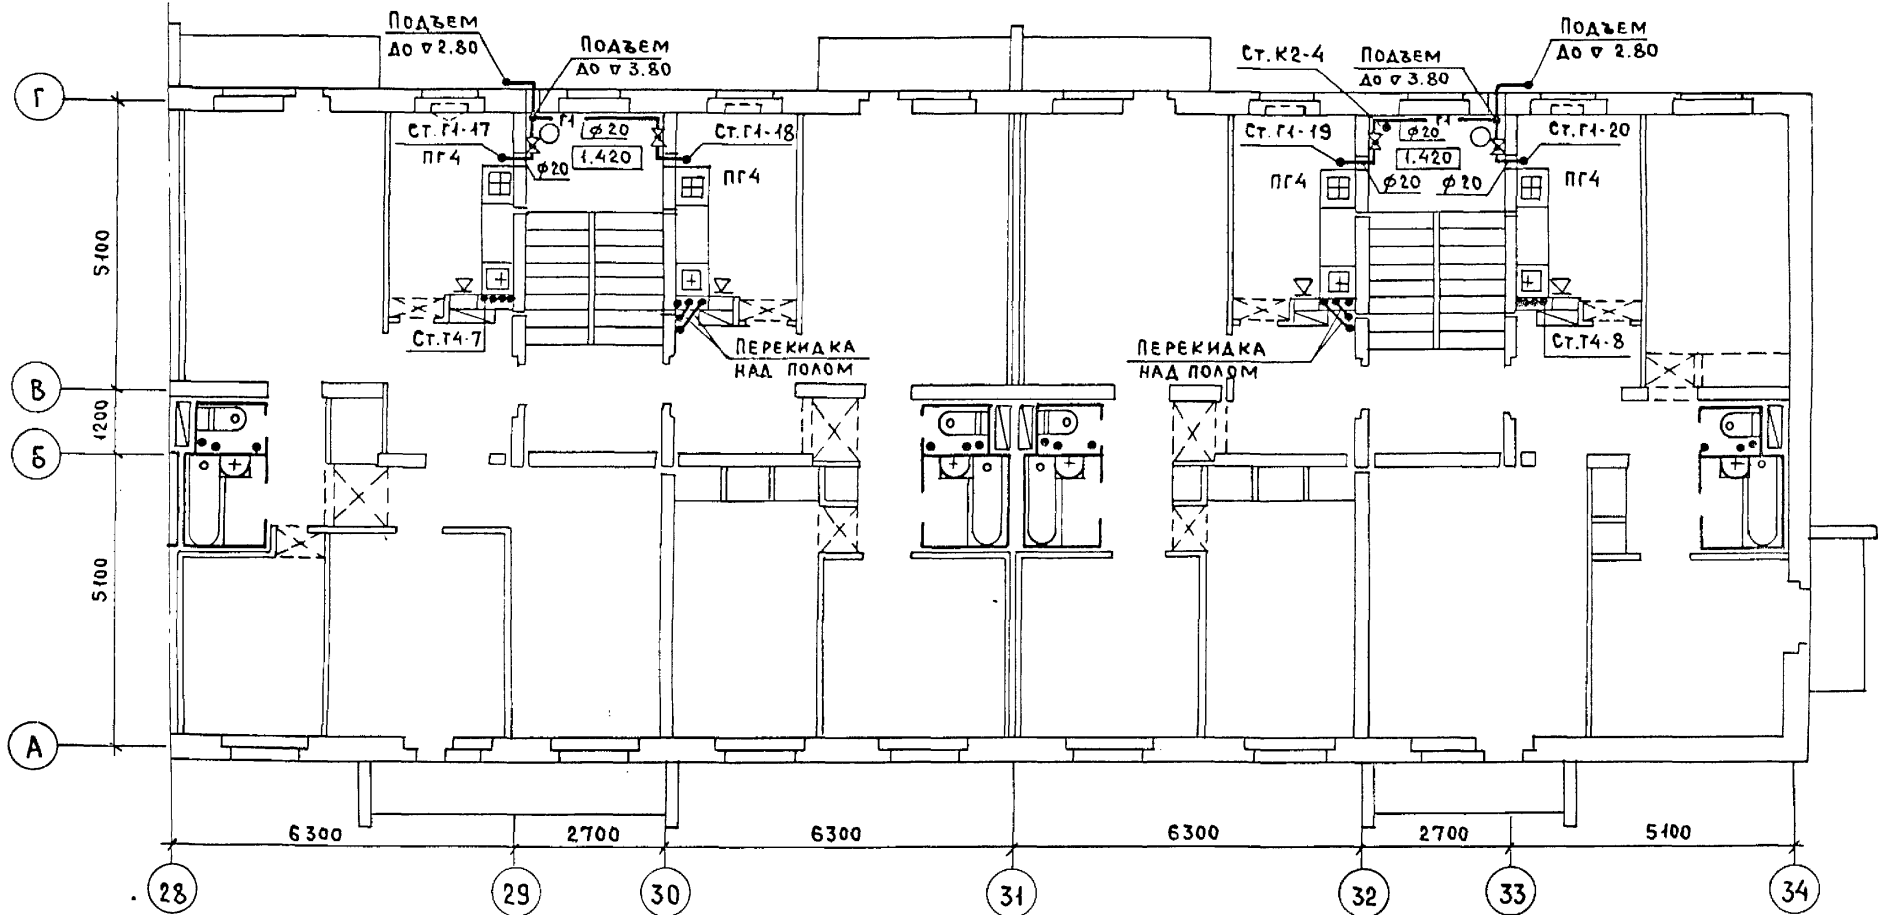 Подъем
до ▽ 2.80
Подъем
до ▽ 3.80
Ст. К2-4
Подъем
до ▽ 3.80
Подъем
до ▽ 2.80
Г
Ст. Г1-17
ПГ4
Г1
ф20
1.420
ф20
Ст. Г1-18
ПГ4
Ст. Г1-19
ПГ4
Г1
ф20
1.420
ф20
ф20
Ст. Г1-20
ПГ4
5100
Ст. Т4-7
Перекидка
над полом
Перекидка
над полом
Ст. Т4-8
В
1200
Б
5100
А
6300
2700
6300
6300
2700
5100
28
29
30
31
32
33
34